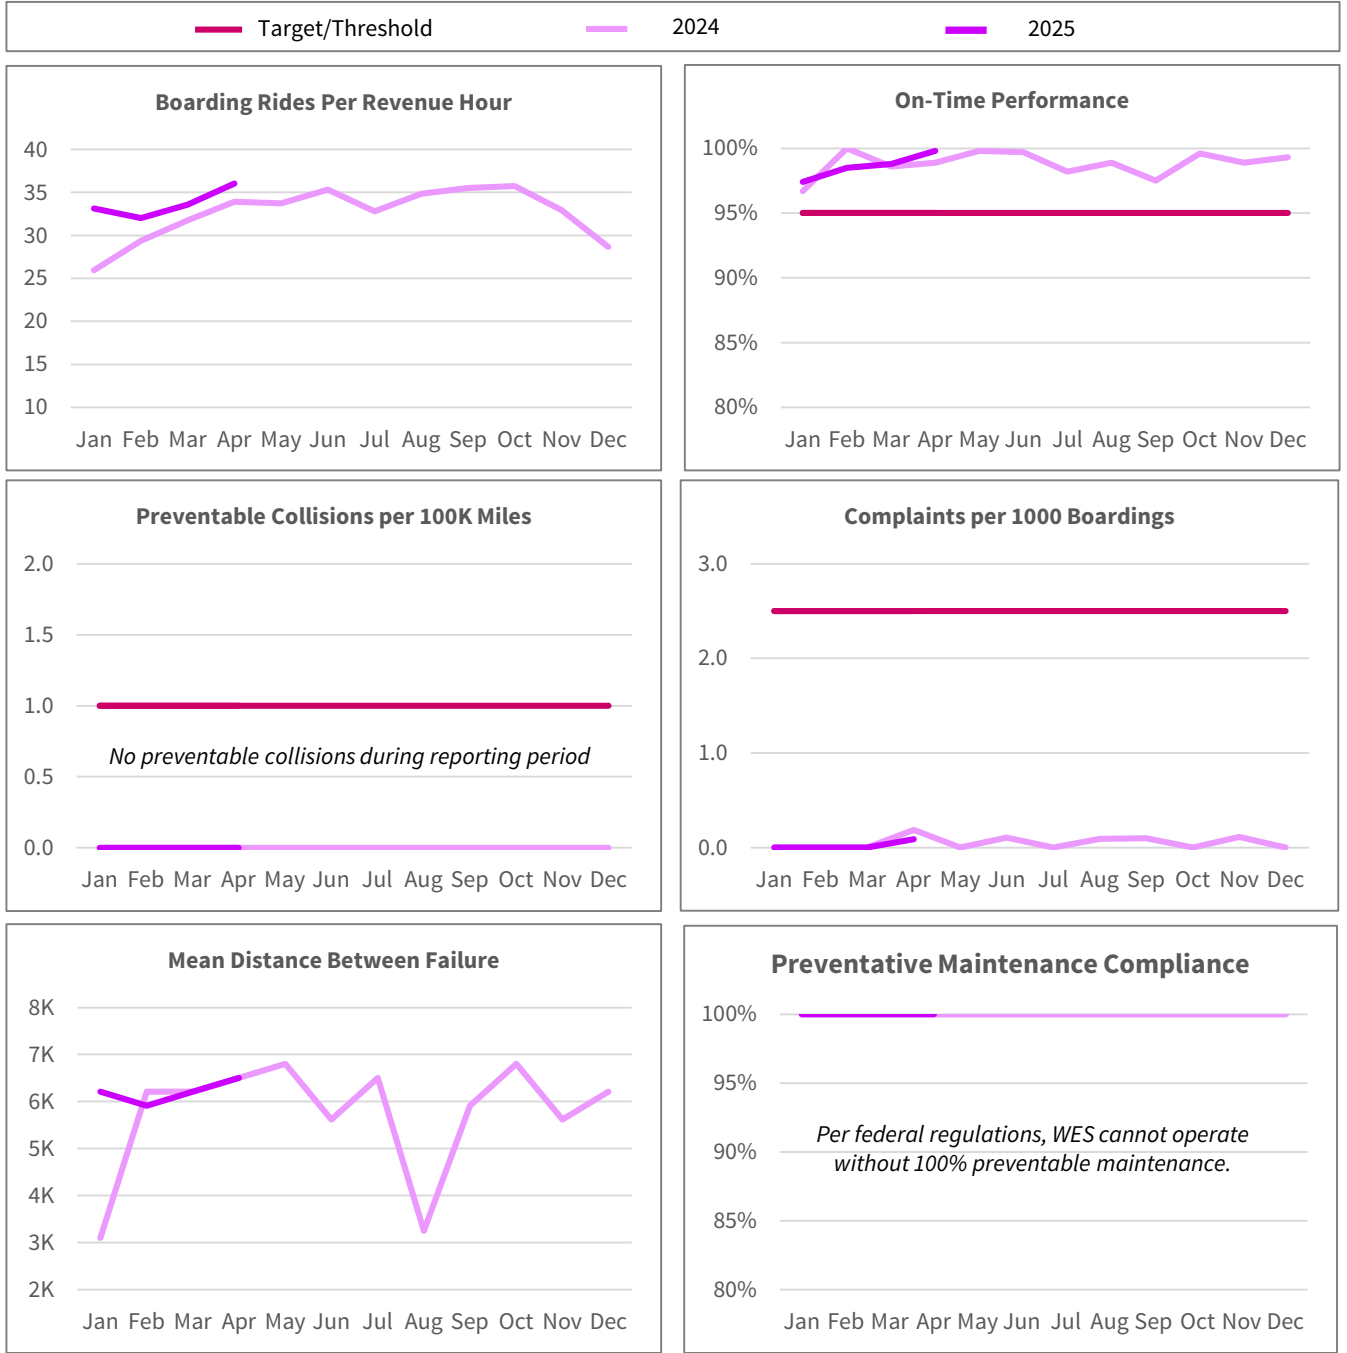 Target/Threshold 2024 2025
Boarding Rides Per Revenue Hour
40
35
30
25
20
15
10
Jan Feb Mar Apr May Jun Jul Aug Sep Oct Nov Dec
On-Time Performance
100%
95%
90%
85%
80%
Jan Feb Mar Apr May Jun Jul Aug Sep Oct Nov Dec
Preventable Collisions per 100K Miles
2.0
1.5
1.0
No preventable collisions during reporting period
0.5
0.0
Jan Feb Mar Apr May Jun Jul Aug Sep Oct Nov Dec
Complaints per 1000 Boardings
3.0
2.0
1.0
0.0
Jan Feb Mar Apr May Jun Jul Aug Sep Oct Nov Dec
Mean Distance Between Failure
8K
7K
6K
5K
4K
3K
2K
Jan Feb Mar Apr May Jun Jul Aug Sep Oct Nov Dec
Preventative Maintenance Compliance
100%
95%
Per federal regulations, WES cannot operate
90%
without 100% preventable maintenance.
85%
80%
Jan Feb Mar Apr May Jun Jul Aug Sep Oct Nov Dec